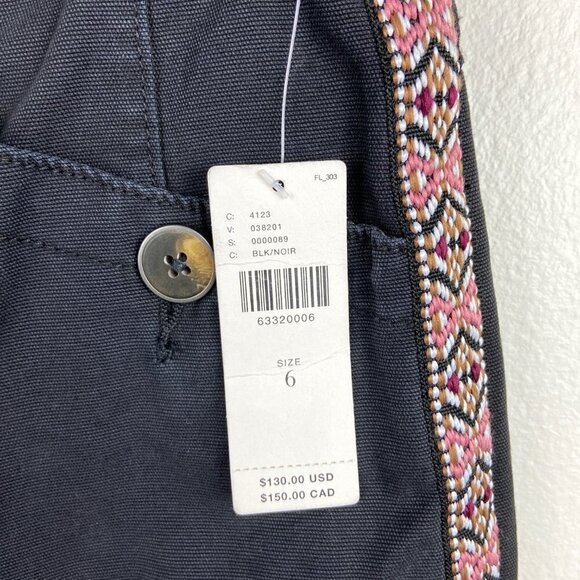 FL_303
C: 4123
V: 038201
S: 0000089
C: BLK/NOIR
63320006
SIZE
6
$130.00 USD
$150.00 CAD